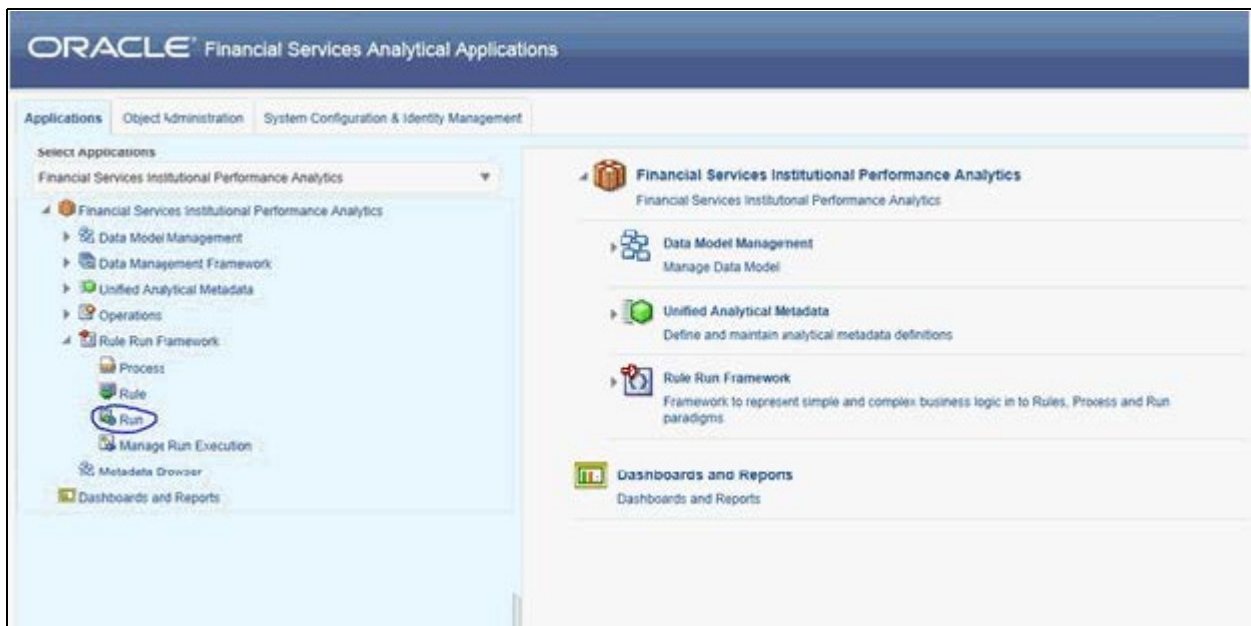 ORACLE® Financial Services Analytical Applications
Applications Object Administration System Configuration & Identity Management
Select Applications
Financial Services Institutional Performance Analytics
Financial Services Institutional Performance Analytics
Data Model Management
Data Management Framework
Unified Analytical Metadata
Operations
Rule Run Framework
Process
Rule
Run
Manage Run Execution
Metadata Browser
Dashboards and Reports
Financial Services Institutional Performance Analytics
Financial Services Institutional Performance Analytics
Data Model Management
Manage Data Model
Unified Analytical Metadata
Define and maintain analytical metadata definitions
Rule Run Framework
Framework to represent simple and complex business logic in to Rules, Process and Run
paradigms
Dashboards and Reports
Dashboards and Reports